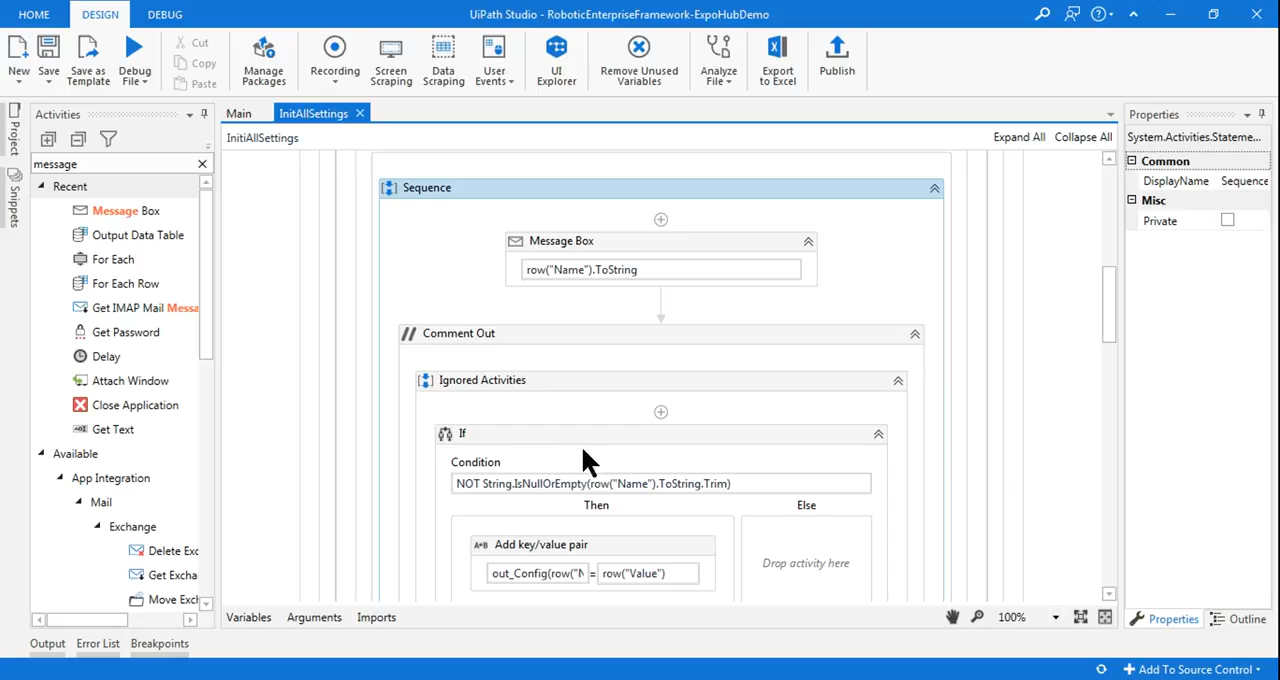 HOME DESIGN DEBUG UiPath Studio - RoboticEnterpriseFramework-ExpoHubDemo
New Save Save as Template Debug File Cut Copy Paste Manage Packages Recording Screen Scraping Data Scraping User Events UI Explorer Remove Unused Variables Analyze File Export to Excel Publish
Project
Snippets
Activities
message
Recent
Message Box
Output Data Table
For Each
For Each Row
Get IMAP Mail Messa
Get Password
Delay
Attach Window
Close Application
Get Text
Available
App Integration
Mail
Exchange
Delete Exc
Get Excha
Move Exch
Main InitAllSettings
InitiAllSettings Expand All Collapse All
Sequence
Message Box
row("Name").ToString
Comment Out
Ignored Activities
If
Condition
NOT String.IsNullOrEmpty(row("Name").ToString.Trim)
Then Else
A+B Add key/value pair
out_Config(row("N = row("Value")
Drop activity here
Variables Arguments Imports 100%
Properties
System.Activities.Stateme...
Common
DisplayName Sequence
Misc
Private
Properties Outline
Output Error List Breakpoints
Add To Source Control